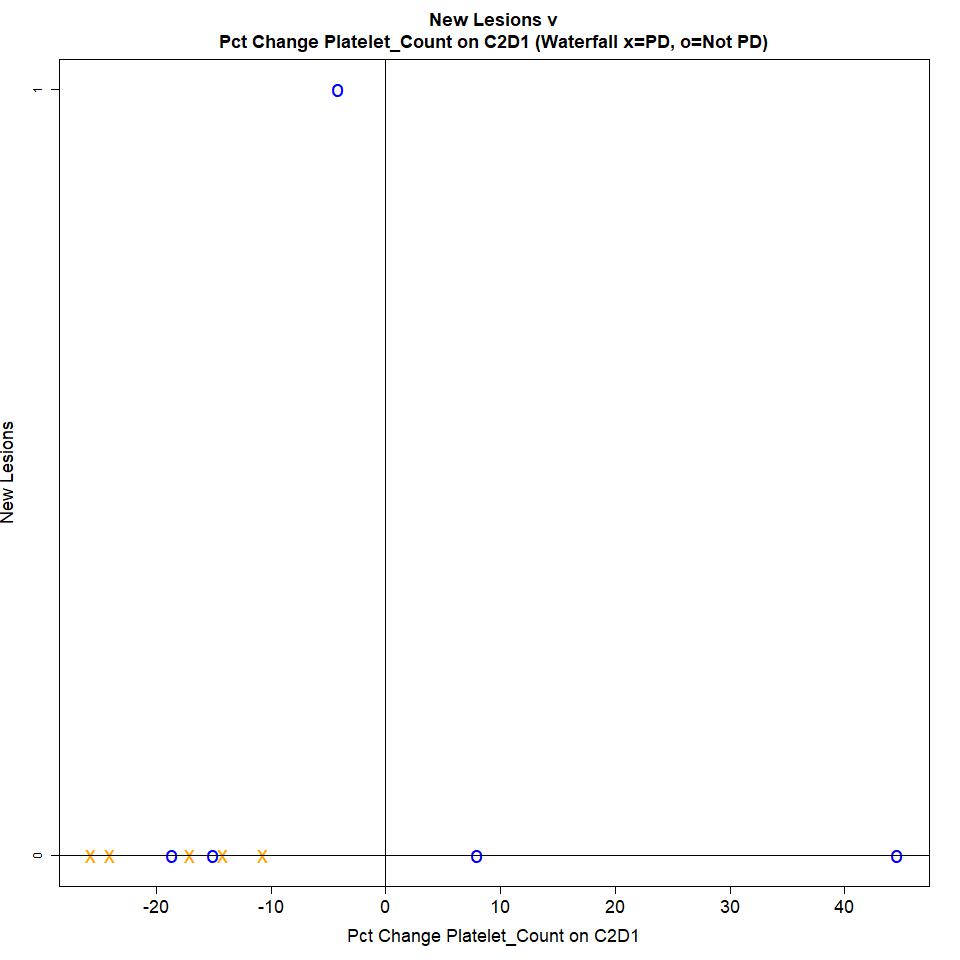 New Lesions v
Pct Change Platelet_Count on C2D1 (Waterfall x=PD, o=Not PD)
1
O
New Lesions
0
X X O X O X X O O
-20 -10 0 10 20 30 40
Pct Change Platelet_Count on C2D1